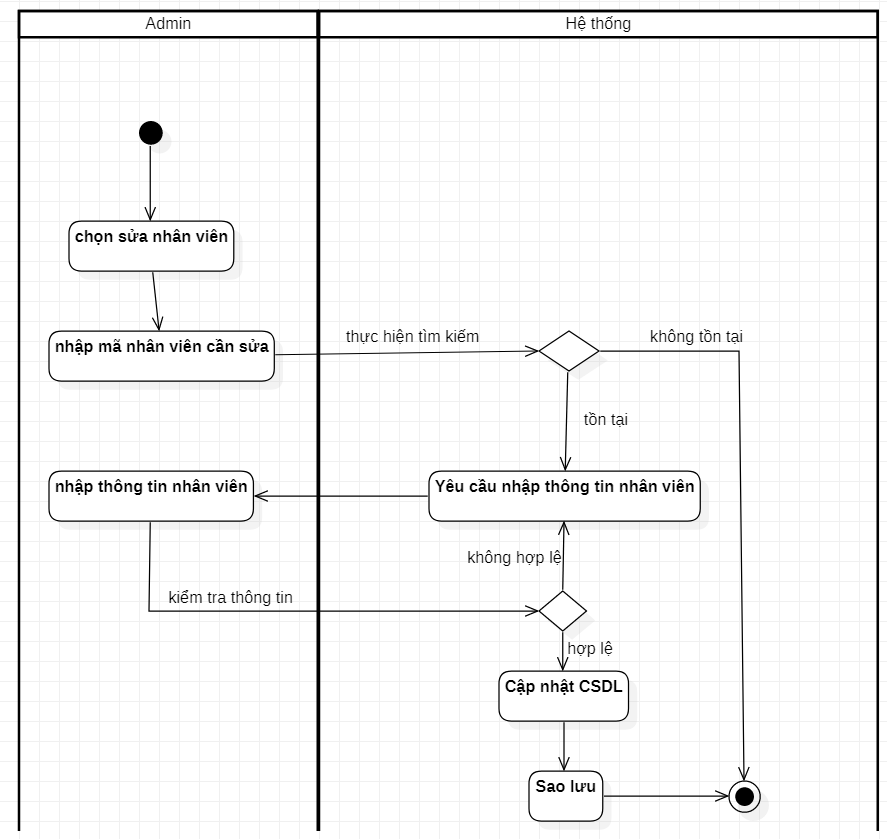 Admin
Hệ thống
chọn sửa nhân viên
nhập mã nhân viên cần sửa
thực hiện tìm kiếm
không tồn tại
tồn tại
nhập thông tin nhân viên
Yêu cầu nhập thông tin nhân viên
không hợp lệ
kiểm tra thông tin
hợp lệ
Cập nhật CSDL
Sao lưu